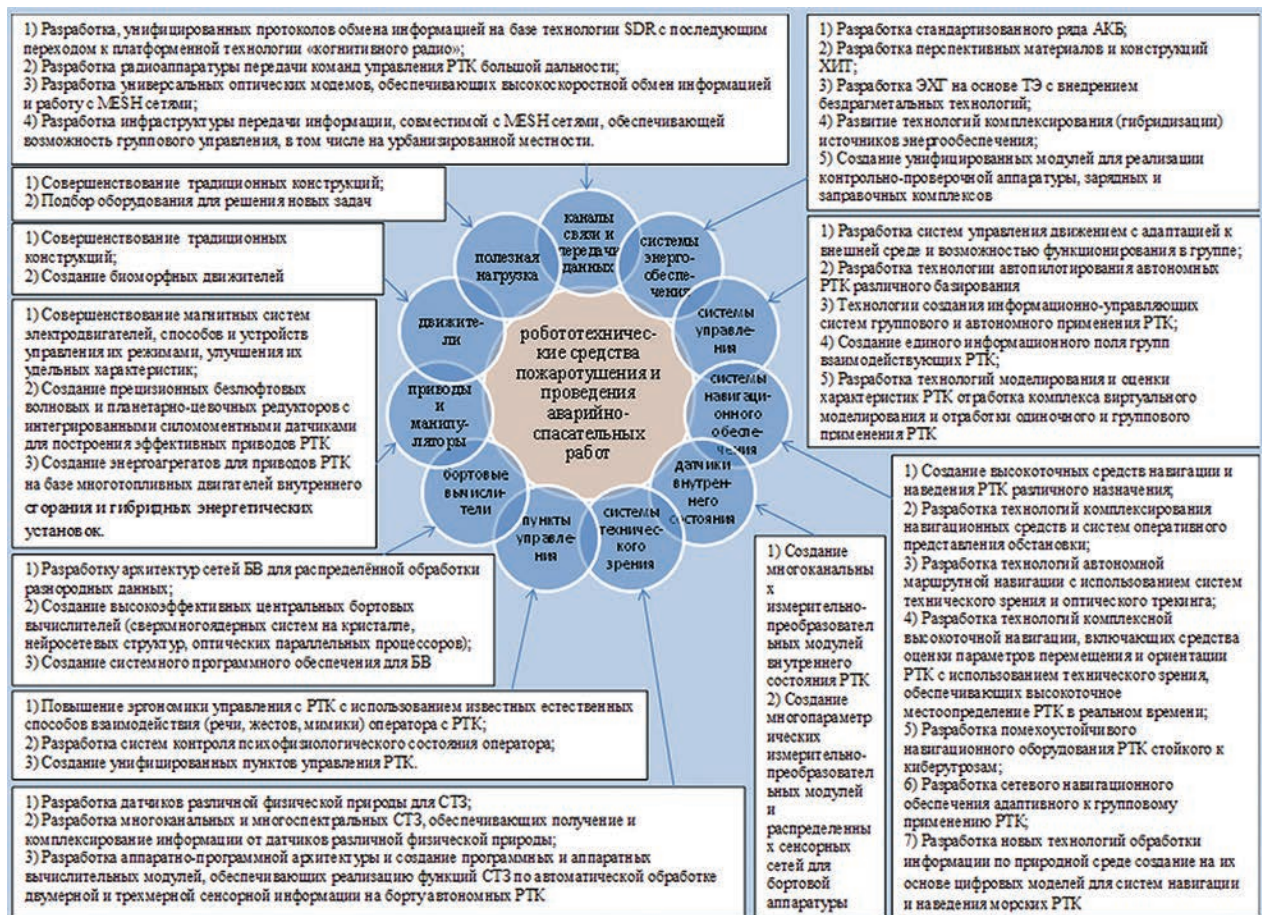 1) Разработка, унифицированных протоколов обмена информацией на базе технологии SDR с последующим
переходом к платформенной технологии «когнитивного радио»;
2) Разработка радиоаппаратуры передачи команд управления РТК большой дальности;
3) Разработка универсальных оптических модемов, обеспечивающих высокоскоростной обмен информацией
и работу с MESH сетями;
4) Разработка инфраструктуры передачи информации, совместимой с MESH сетями, обеспечивающей
возможность группового управления, в том числе на урбанизированной местности.
1) Разработка стандартизованного ряда АКБ;
2) Разработка перспективных материалов и конструкций
ХИТ;
3) Разработка ЭХГ на основе ТЭ с внедрением
бездрагметальных технологий;
4) Развитие технологий комплексирования (гибридизации)
источников энергообеспечения;
5) Создание унифицированных модулей для реализации
контрольно-проверочной аппаратуры, зарядных и
заправочных комплексов
1) Совершенствование традиционных конструкций;
2) Подбор оборудования для решения новых задач
1) Совершенствование традиционных
конструкций;
2) Создание биоморфных движителей
1) Совершенствование магнитных систем
электродвигателей, способов и устройств
управления их режимами, улучшения их
удельных характеристик;
2) Создание прецизионных безлюфтовых
волновых и планетарно-цевочных редукторов с
интегрированными силомоментными датчиками
для построения эффективных приводов РТК
3) Создание энергоагрегатов для приводов РТК
на базе многотопливных двигателей внутреннего
сгорания и гибридных энергетических
установок.
каналы
связи и
передачи
данных
системы
энерго-
обеспе-
чения
системы
управления
системы
навигаци-
онного
обеспе-
чения
датчики
внутрен-
него
состояния
системы
техничес-
кого
зрения
пункты
управле-
ния
бортовые
вычисли-
тели
приводы
и
манипу-
ляторы
движите-
ли
полезная
нагрузка
робототехничес-
кие средства
пожаротушения и
проведения
аварийно-
спасательных
работ
1) Разработка систем управления движением с адаптацией к
внешней среде и возможностью функционирования в группе;
2) Разработка технологии автопилотирования автономных
РТК различного базирования
3) Технологии создания информационно-управляющих
систем группового и автономного применения РТК;
4) Создание единого информационного поля групп
взаимодействующих РТК;
5) Разработка технологий моделирования и оценки
характеристик РТК отработка комплекса виртуального
моделирования и отработки одиночного и группового
применения РТК
1) Создание высокоточных средств навигации и
наведения РТК различного назначения;
2) Разработка технологий комплексирования
навигационных средств и систем оперативного
представления обстановки;
3) Разработка технологий автономной
маршрутной навигации с использованием систем
технического зрения и оптического трекинга;
4) Разработка технологий комплексной
высокоточной навигации, включающих средства
оценки параметров перемещения и ориентации
РТК с использованием технического зрения,
обеспечивающих высокоточное
местоопределение РТК в реальном времени;
5) Разработка помехоустойчивого
навигационного оборудования РТК стойкого к
киберугрозам;
6) Разработка сетевого навигационного
обеспечения адаптивного к групповому
применению РТК;
7) Разработка новых технологий обработки
информации по природной среде создание на их
основе цифровых моделей для систем навигации
и наведения морских РТК
1) Создание
многоканальны
х
измерительно-
преобразовател
ьных модулей
внутреннего
состояния РТК
2) Создание
многопараметр
ических
измерительно-
преобразовател
ьных модулей
и
распределенны
х сенсорных
сетей для
бортовой
аппаратуры
1) Разработку архитектур сетей БВ для распределённой обработки
разнородных данных;
2) Создание высокоэффективных центральных бортовых
вычислителей (сверхмногоядерных систем на кристалле,
нейросетевых структур, оптических параллельных процессоров);
3) Создание системного программного обеспечения для БВ
1) Повышение эргономики управления с РТК с использованием известных естественных
способов взаимодействия (речи, жестов, мимики) оператора с РТК;
2) Разработка систем контроля психофизиологического состояния оператора;
3) Создание унифицированных пунктов управления РТК.
1) Разработка датчиков различной физической природы для СТЗ;
2) Разработка многоканальных и многоспектральных СТЗ, обеспечивающих получение и
комплексирование информации от датчиков различной физической природы;
3) Разработка аппаратно-программной архитектуры и создание программных и аппаратных
вычислительных модулей, обеспечивающих реализацию функций СТЗ по автоматической обработке
двумерной и трехмерной сенсорной информации на борту автономных РТК